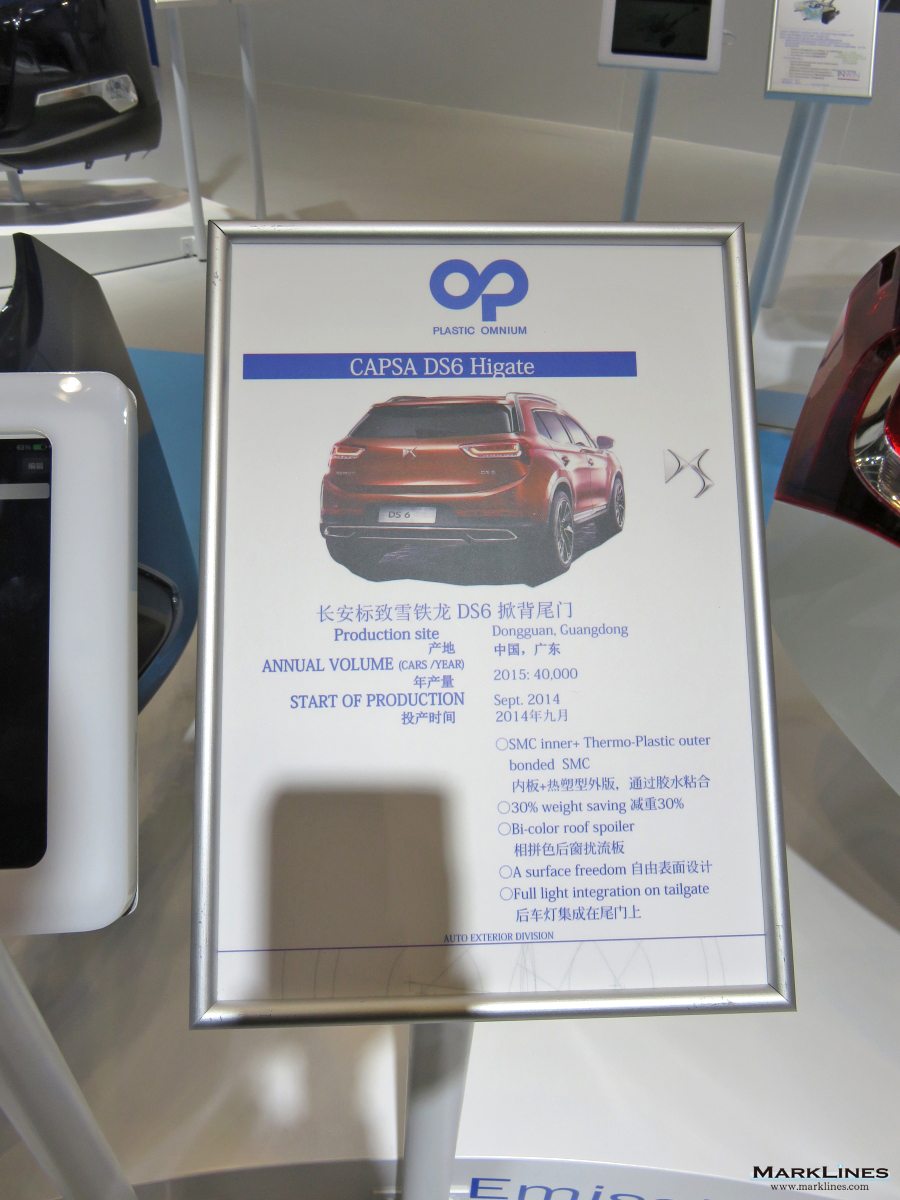 PLASTIC OMNIUM
CAPSA DS6 Higate
DS 6
DS 6
长安标致雪铁龙 DS6 掀背尾门
Production site Dongguan, Guangdong
产地 中国，广东
ANNUAL VOLUME (CARS /YEAR) 2015: 40,000
年产量
START OF PRODUCTION Sept. 2014
投产时间 2014年九月
○SMC inner+ Thermo-Plastic outer
bonded SMC
内板+热塑型外版，通过胶水粘合
○30% weight saving 减重30%
○Bi-color roof spoiler
相拼色后窗扰流板
○A surface freedom 自由表面设计
○Full light integration on tailgate
后车灯集成在尾门上
AUTO EXTERIOR DIVISION
编辑
INWIN
Emiss
MARKLINES
www.marklines.com